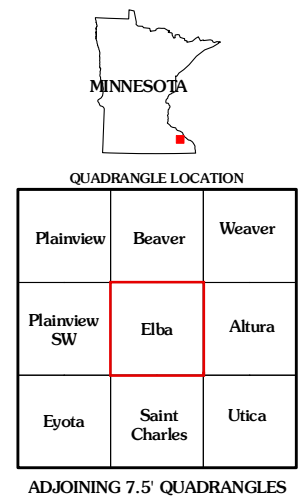 MINNESOTA
QUADRANGLE LOCATION
Plainview Beaver Weaver
Plainview
SW Elba Altura
Eyota Saint
Charles Utica
ADJOINING 7.5' QUADRANGLES